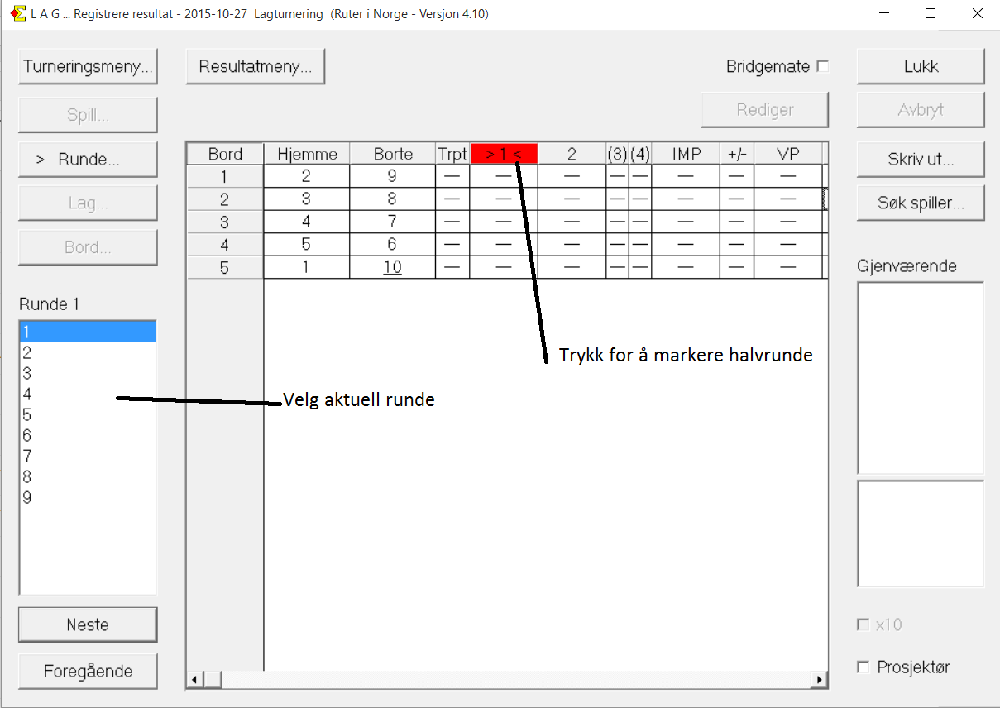 L A G ... Registrere resultat - 2015-10-27 Lagturnering (Ruter i Norge - Versjon 4.10)
Turneringsmeny...
Resultatmeny...
Bridgemate
Lukk
Spill...
Rediger
Avbryt
> Runde...
Skriv ut...
Lag...
Søk spiller...
Bord...
Bord Hjemme Borte Trpt > 1 < 2 (3) (4) IMP +/- VP
1 2 9 — — — — — — — —
2 3 8 — — — — — — — —
3 4 7 — — — — — — — —
4 5 6 — — — — — — — —
5 1 10 — — — — — — — —
Gjenværende
Runde 1
1
2
3
4
5
6
7
8
9
Trykk for å markere halvrunde
Velg aktuell runde
Neste
Foregående
x10
Prosjektør